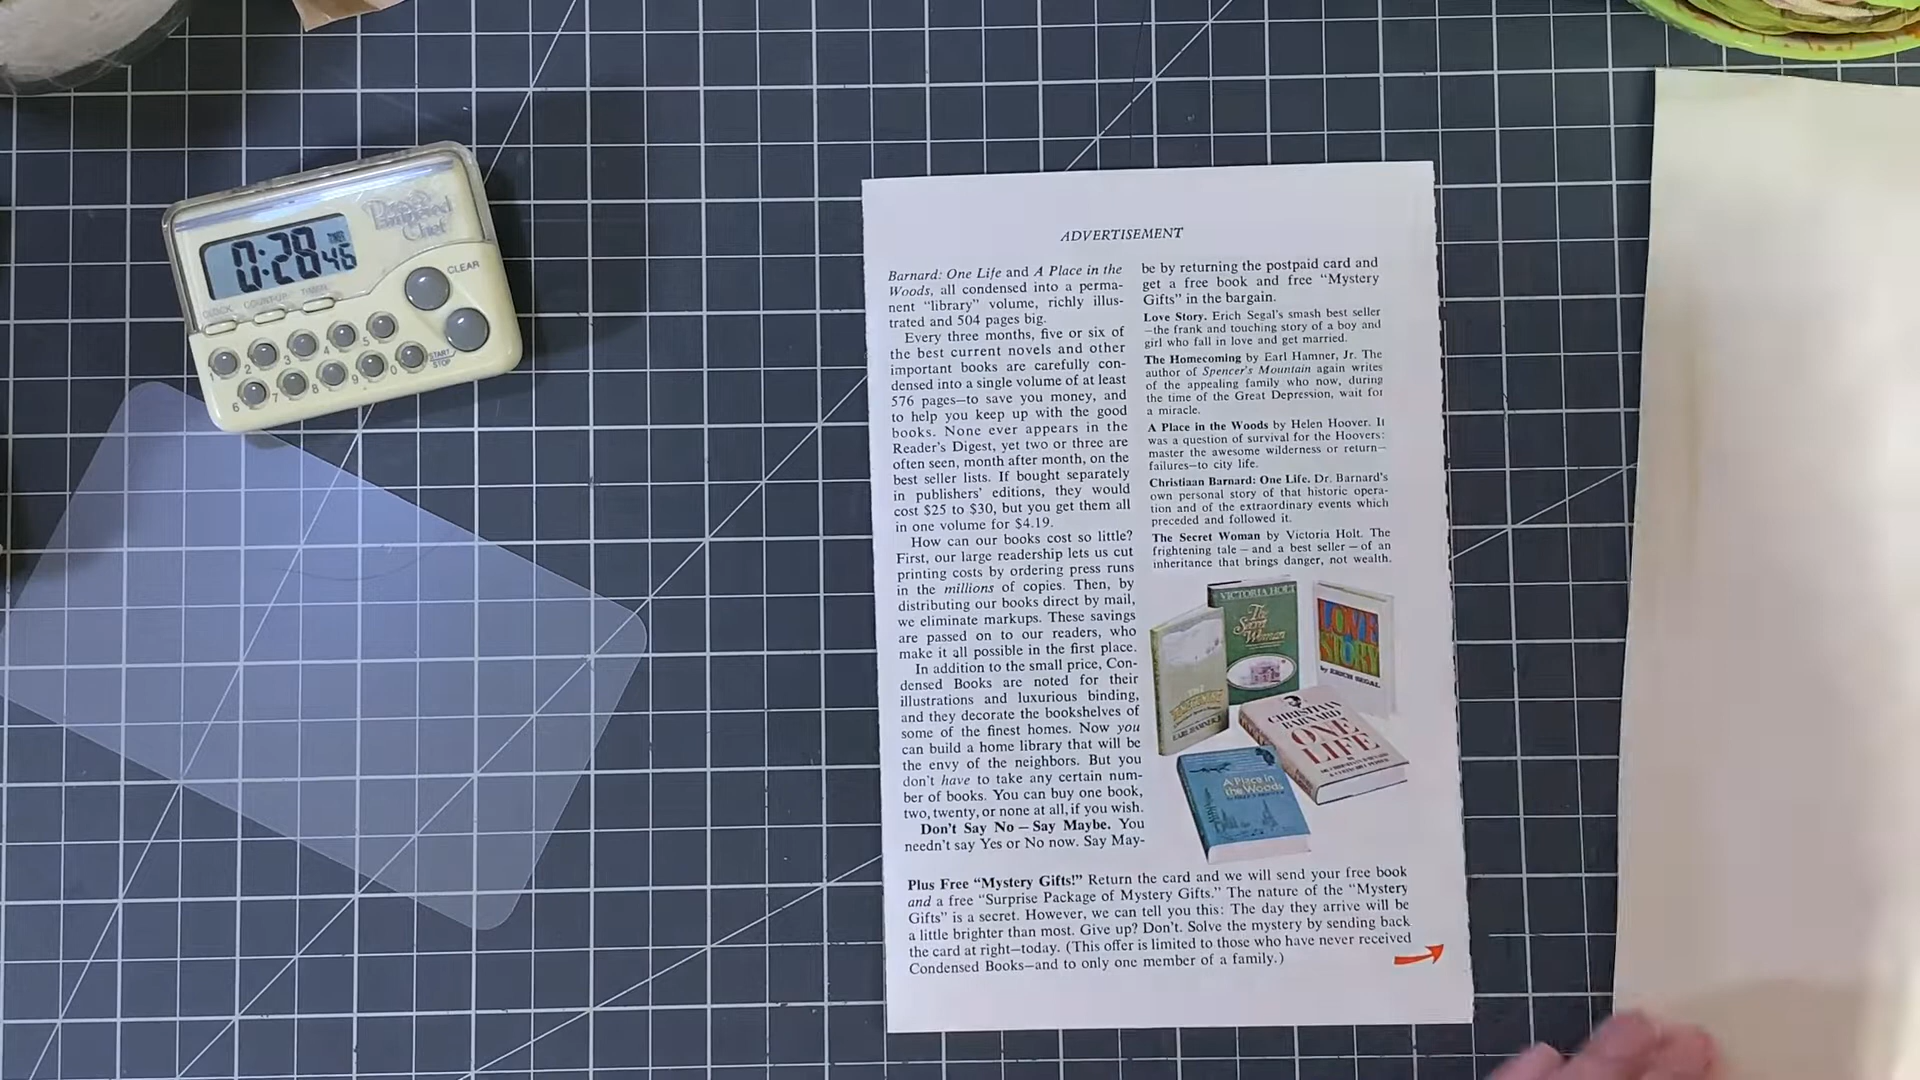 Pampered
Chef
0:28 46
TIMER
CLOCK COUNT-UP TIMER
CLEAR
START
STOP
1 2 3 4 5
6 7 8 9 0
ADVERTISEMENT
Barnard: One Life and A Place in the
Woods, all condensed into a perma-
nent “library” volume, richly illus-
trated and 504 pages big.
Every three months, five or six of
the best current novels and other
important books are carefully con-
densed into a single volume of at least
576 pages—to save you money, and
to help you keep up with the good
books. None ever appears in the
Reader's Digest, yet two or three are
often seen, month after month, on the
best seller lists. If bought separately
in publishers' editions, they would
cost $25 to $30, but you get them all
in one volume for $4.19.
How can our books cost so little?
First, our large readership lets us cut
printing costs by ordering press runs
in the millions of copies. Then, by
distributing our books direct by mail,
we eliminate markups. These savings
are passed on to our readers, who
make it all possible in the first place.
In addition to the small price, Con-
densed Books are noted for their
illustrations and luxurious binding,
and they decorate the bookshelves of
some of the finest homes. Now you
can build a home library that will be
the envy of the neighbors. But you
don't have to take any certain num-
ber of books. You can buy one book,
two, twenty, or none at all, if you wish.
Don't Say No — Say Maybe. You
needn't say Yes or No now. Say May-
be by returning the postpaid card and
get a free book and free “Mystery
Gifts” in the bargain.
Love Story. Erich Segal's smash best seller
—the frank and touching story of a boy and
girl who fall in love and get married.
The Homecoming by Earl Hamner, Jr. The
author of Spencer's Mountain again writes
of the appealing family who now, during
the time of the Great Depression, wait for
a miracle.
A Place in the Woods by Helen Hoover. It
was a question of survival for the Hoovers:
master the awesome wilderness or return—
failures—to city life.
Christiaan Barnard: One Life. Dr. Barnard's
own personal story of that historic opera-
tion and of the extraordinary events which
preceded and followed it.
The Secret Woman by Victoria Holt. The
frightening tale — and a best seller — of an
inheritance that brings danger, not wealth.
VICTORIA HOLT
The
Secret
Woman
LOVE
STORY
by ERICH SEGAL
THE
EARL HAMNER
CHRISTIAAN
BARNARD
ONE
LIFE
A Place in
the Woods
Plus Free “Mystery Gifts!” Return the card and we will send your free book
and a free “Surprise Package of Mystery Gifts.” The nature of the “Mystery
Gifts” is a secret. However, we can tell you this: The day they arrive will be
a little brighter than most. Give up? Don't. Solve the mystery by sending back
the card at right—today. (This offer is limited to those who have never received
Condensed Books—and to only one member of a family.)